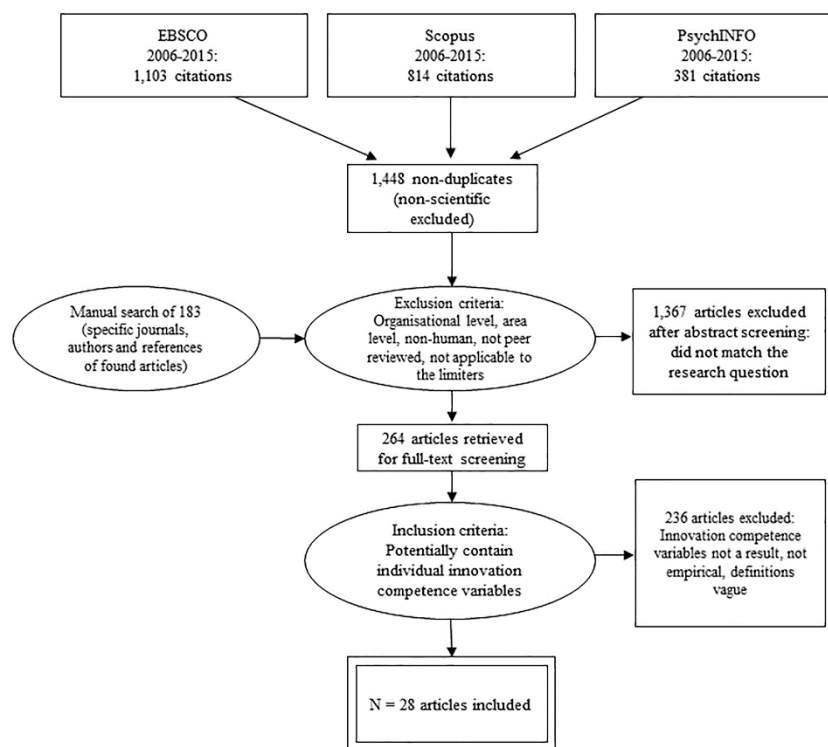 EBSCO
2006-2015:
1,103 citations
Scopus
2006-2015:
814 citations
PsychINFO
2006-2015:
381 citations
1,448 non-duplicates
(non-scientific
excluded)
Manual search of 183
(specific journals,
authors and references
of found articles)
Exclusion criteria:
Organisational level, area
level, non-human, not peer
reviewed, not applicable to
the limiters
1,367 articles excluded
after abstract screening:
did not match the
research question
264 articles retrieved
for full-text screening
Inclusion criteria:
Potentially contain
individual innovation
competence variables
236 articles excluded:
Innovation competence
variables not a result, not
empirical, definitions
vague
N = 28 articles included